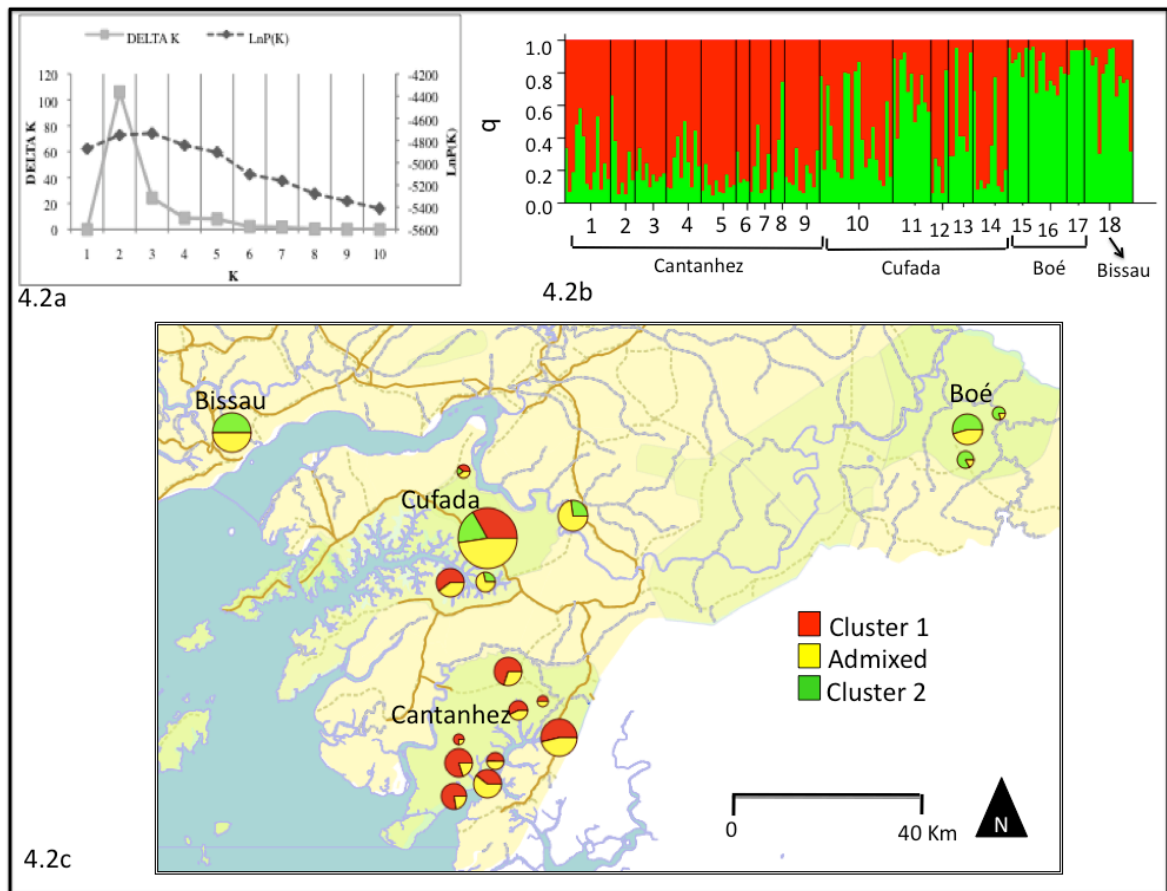 DELTA K LnP(K)
120
100
80
60
40
20
0
DELTA K
-4200
-4400
-4600
-4800
-5000
-5200
-5400
-5600
LnP(K)
1 2 3 4 5 6 7 8 9 10
K
4.2a
1.0
0.8
0.6
0.4
0.2
0.0
q
1 2 3 4 5 6 7 8 9 10 11 12 13 14 15 16 17 18
Cantanhez Cufada Boé Bissau
4.2b
Bissau
Boé
Cufada
Cantanhez
Cluster 1
Admixed
Cluster 2
0 40 Km
N
4.2c